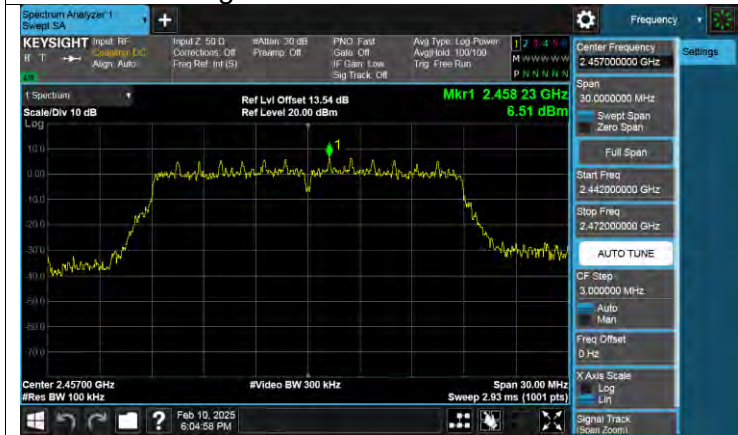 Spectrum Analyzer 1
Swept SA
+
Frequency
KEYSIGHT
R T
Input: RF
Coupling: DC
Align: Auto
Input Z: 50 Ω
Corrections: Off
Freq Ref: Int (S)
#Atten: 30 dB
Preamp: Off
PNO: Fast
Gate: Off
IF Gain: Low
Sig Track: Off
Avg Type: Log-Power
Avg|Hold: 100/100
Trig: Free Run
1 2 3 4 5 6
M W W W W W
P N N N N N
Center Frequency
2.457000000 GHz
Settings
Span
30.0000000 MHz
Swept Span
Zero Span
Full Span
Start Freq
2.442000000 GHz
Stop Freq
2.472000000 GHz
AUTO TUNE
CF Step
3.000000 MHz
Auto
Man
Freq Offset
0 Hz
X Axis Scale
Log
Lin
Signal Track
(Span Zoom)
1 Spectrum
Scale/Div 10 dB
Ref Lvl Offset 13.54 dB
Ref Level 20.00 dBm
Mkr1 2.458 23 GHz
6.51 dBm
Log
1
10.0
0.00
-10.0
-20.0
-30.0
-40.0
-50.0
-60.0
-70.0
Center 2.45700 GHz
#Res BW 100 kHz
#Video BW 300 kHz
Span 30.00 MHz
Sweep 2.93 ms (1001 pts)
?
Feb 10, 2025
6:04:58 PM